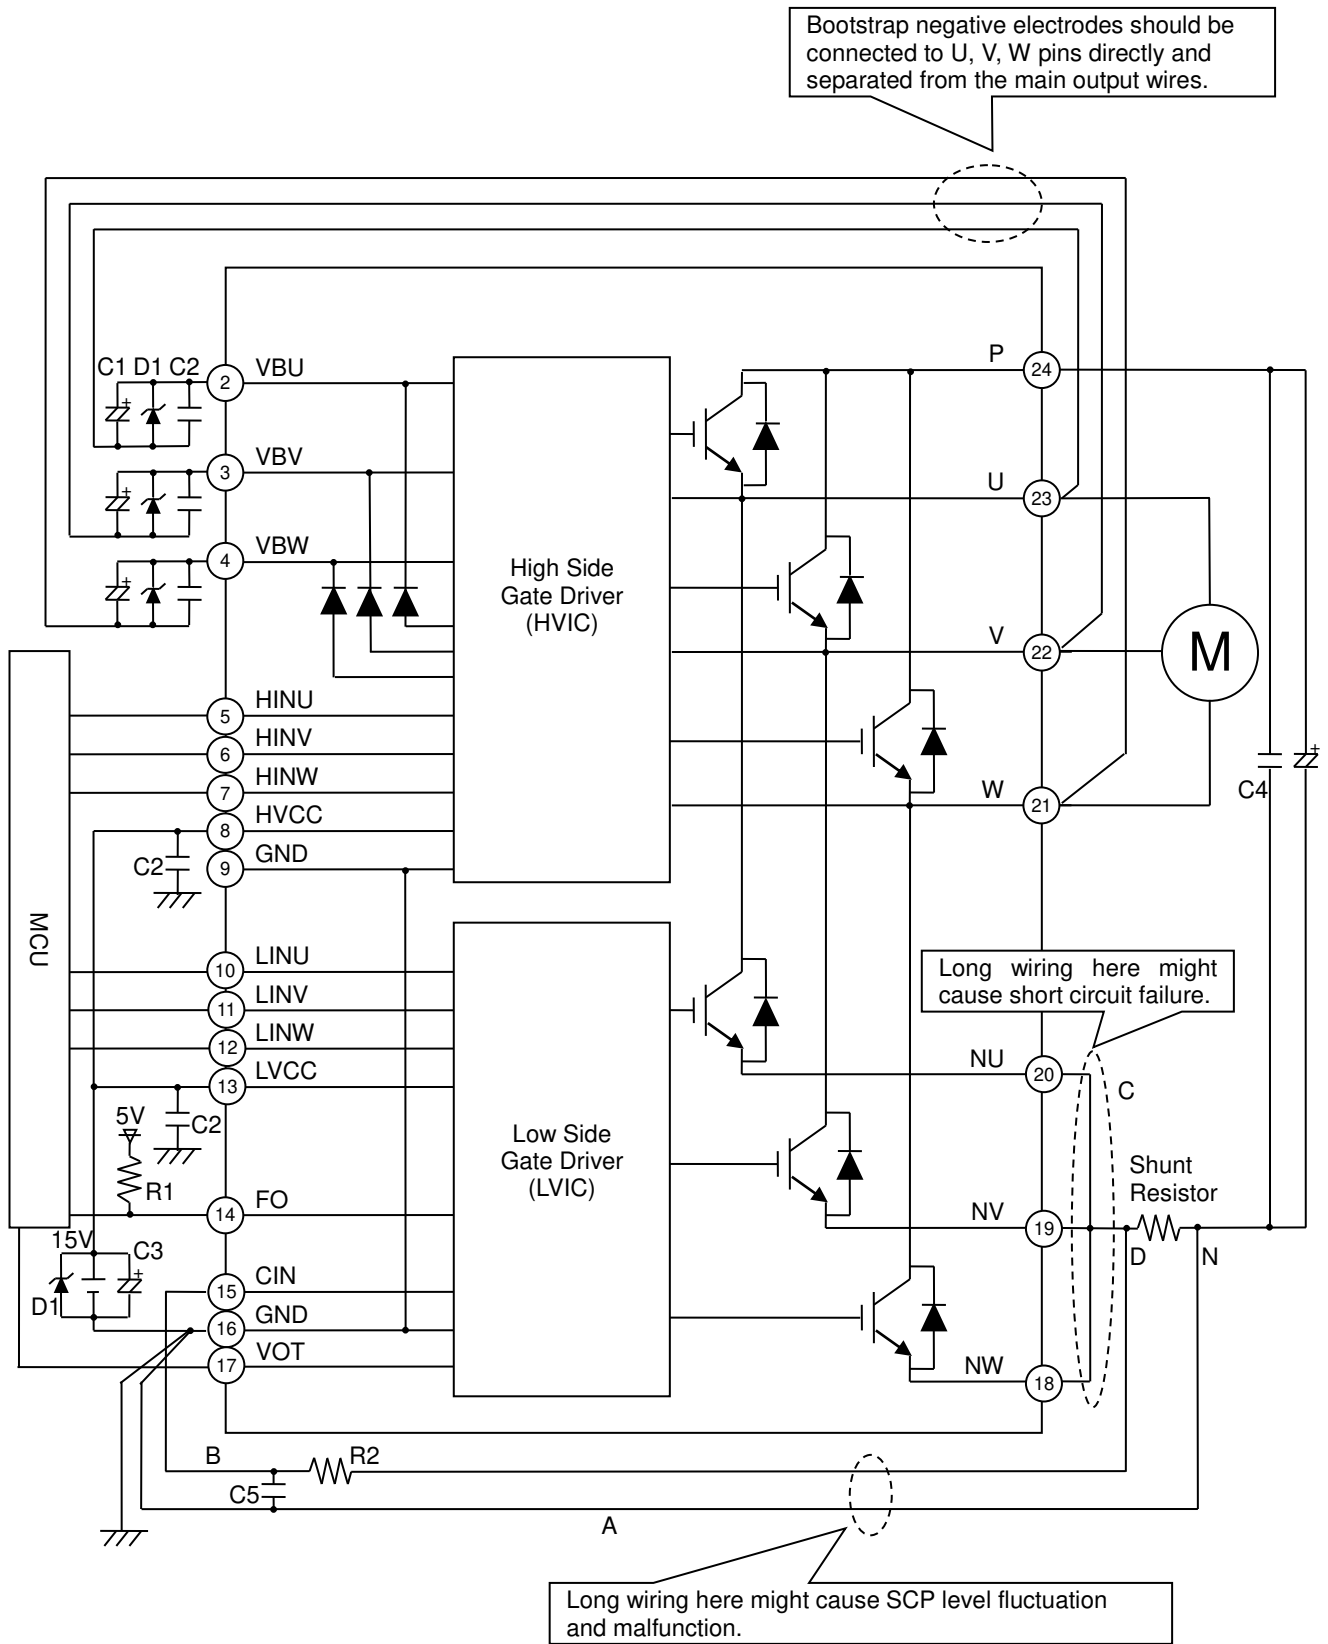 Bootstrap negative electrodes should be
connected to U, V, W pins directly and
separated from the main output wires.
C1 D1 C2
+
2
VBU
P
24
+
3
VBV
U
23
+
4
VBW
High Side
Gate Driver
(HVIC)
V
22
M
5
HINU
6
HINV
7
HINW
+
C4
W
21
8
HVCC
C2
9
GND
MCU
10
LINU
Long wiring here might
cause short circuit failure.
11
LINV
12
LINW
13
LVCC
NU
20
C
5V
C2
R1
Low Side
Gate Driver
(LVIC)
Shunt
Resistor
14
FO
NV
19
D
N
15V
C3
+
D1
15
CIN
16
GND
17
VOT
NW
18
B
R2
C5
A
Long wiring here might cause SCP level fluctuation
and malfunction.